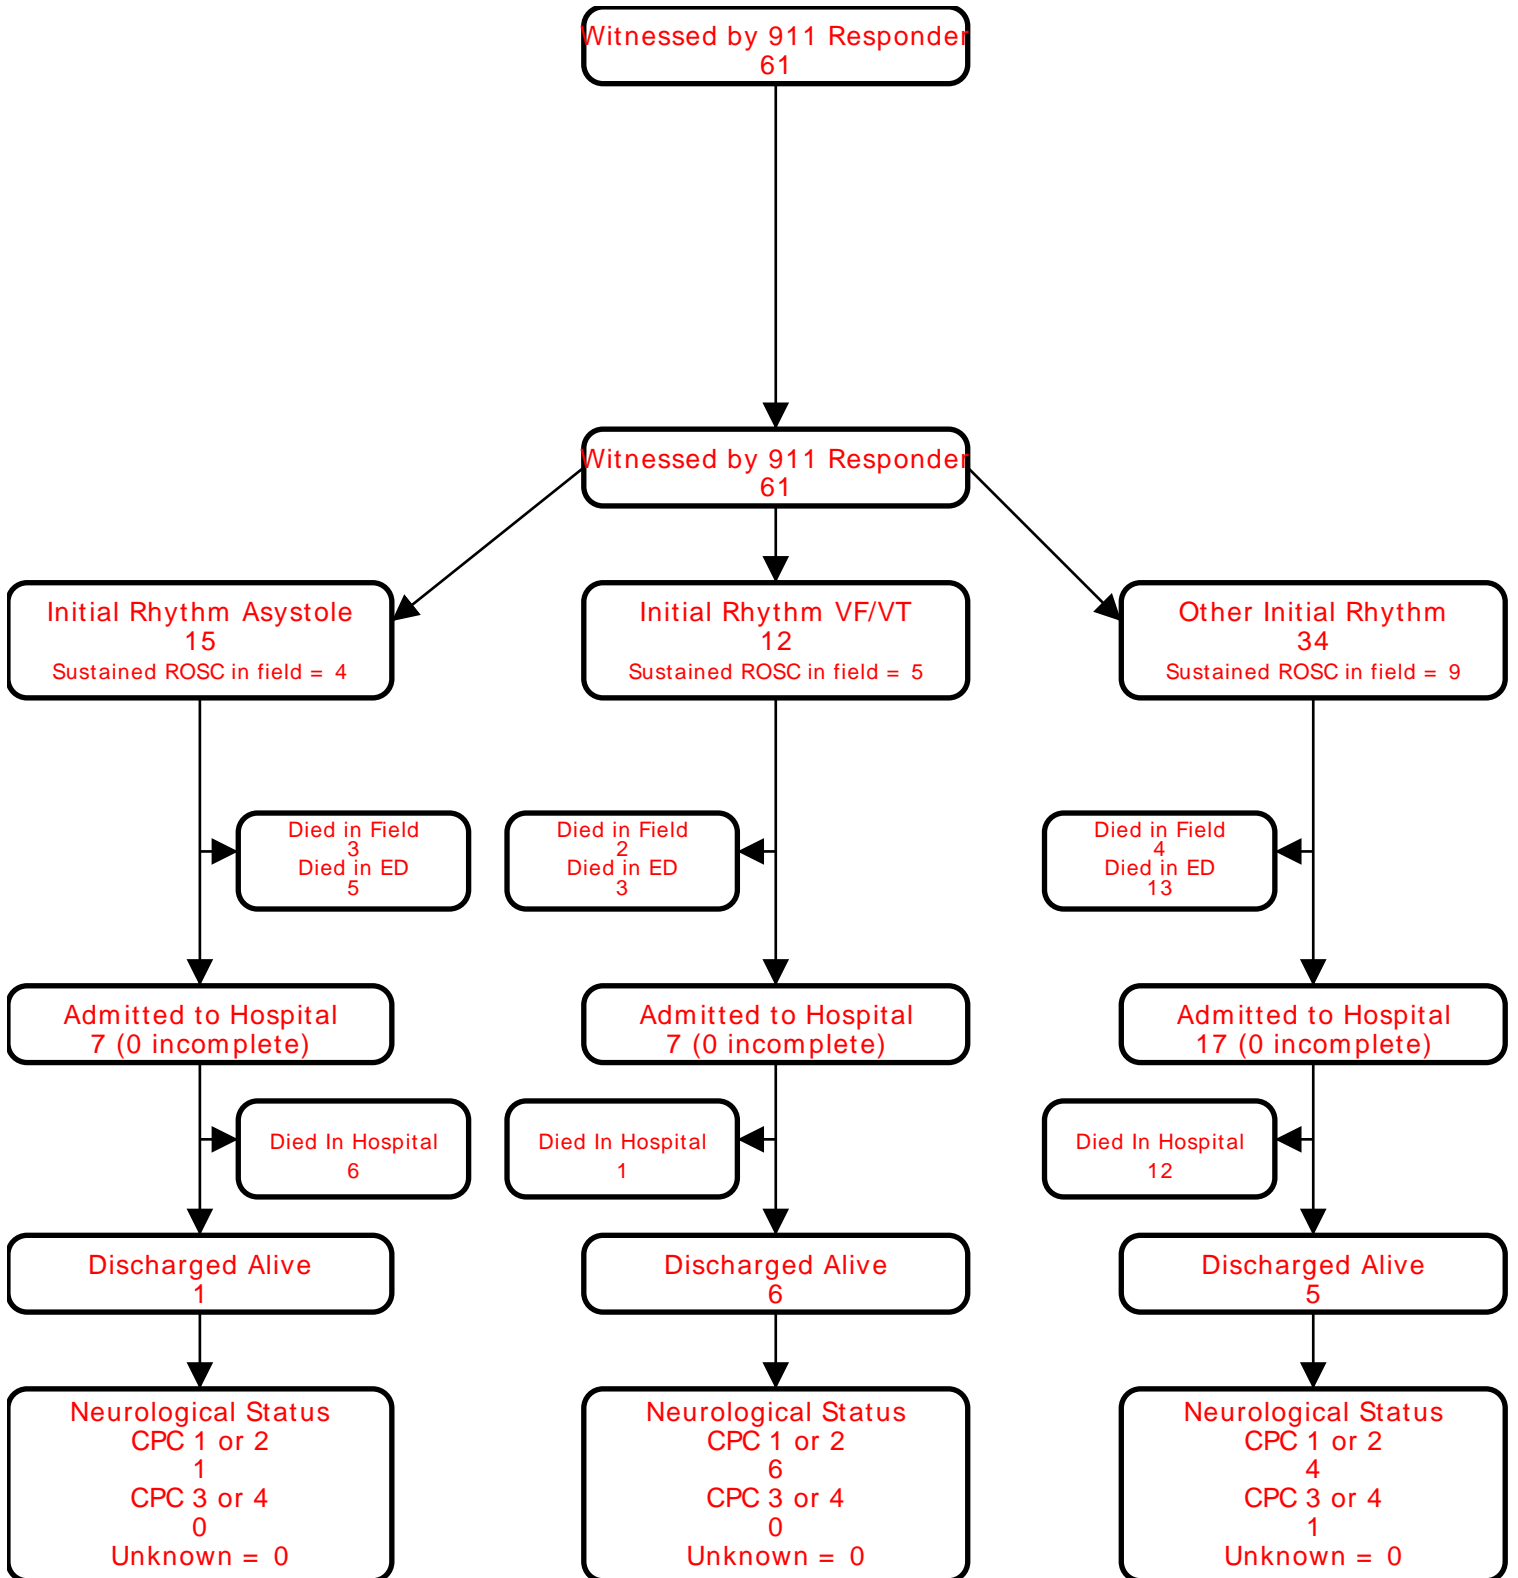 Witnessed by 911 Responder
61
Witnessed by 911 Responder
61
Initial Rhythm Asystole
15
Sustained ROSC in field = 4
Initial Rhythm VF/VT
12
Sustained ROSC in field = 5
Other Initial Rhythm
34
Sustained ROSC in field = 9
Died in Field
3
Died in ED
5
Died in Field
2
Died in ED
3
Died in Field
4
Died in ED
13
Admitted to Hospital
7 (0 incomplete)
Admitted to Hospital
7 (0 incomplete)
Admitted to Hospital
17 (0 incomplete)
Died In Hospital
6
Died In Hospital
1
Died In Hospital
12
Discharged Alive
1
Discharged Alive
6
Discharged Alive
5
Neurological Status
CPC 1 or 2
1
CPC 3 or 4
0
Unknown = 0
Neurological Status
CPC 1 or 2
6
CPC 3 or 4
0
Unknown = 0
Neurological Status
CPC 1 or 2
4
CPC 3 or 4
1
Unknown = 0